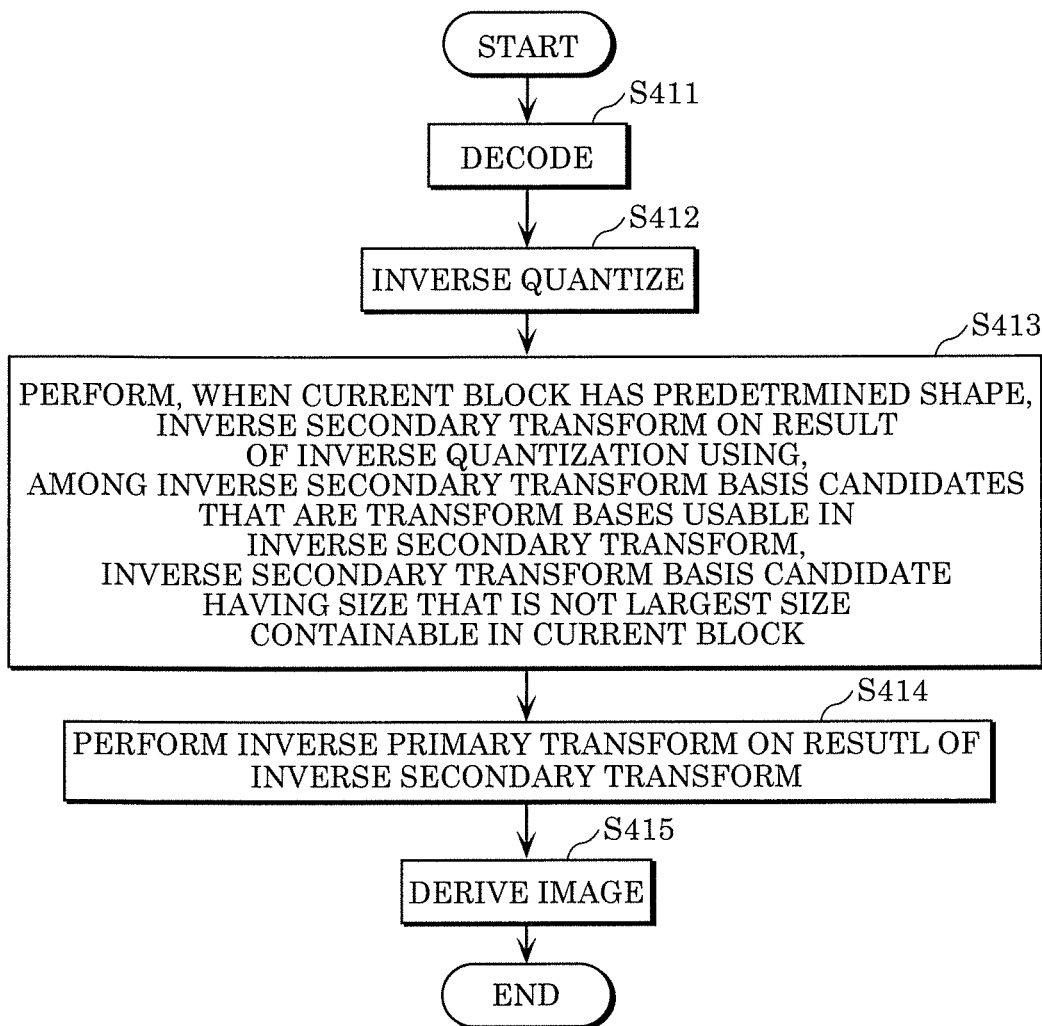 START
S411
DECODE
S412
INVERSE QUANTIZE
S413
PERFORM, WHEN CURRENT BLOCK HAS PREDETRMINED SHAPE,
INVERSE SECONDARY TRANSFORM ON RESULT
OF INVERSE QUANTIZATION USING,
AMONG INVERSE SECONDARY TRANSFORM BASIS CANDIDATES
THAT ARE TRANSFORM BASES USABLE IN
INVERSE SECONDARY TRANSFORM,
INVERSE SECONDARY TRANSFORM BASIS CANDIDATE
HAVING SIZE THAT IS NOT LARGEST SIZE
CONTAINABLE IN CURRENT BLOCK
S414
PERFORM INVERSE PRIMARY TRANSFORM ON RESUTL OF
INVERSE SECONDARY TRANSFORM
S415
DERIVE IMAGE
END